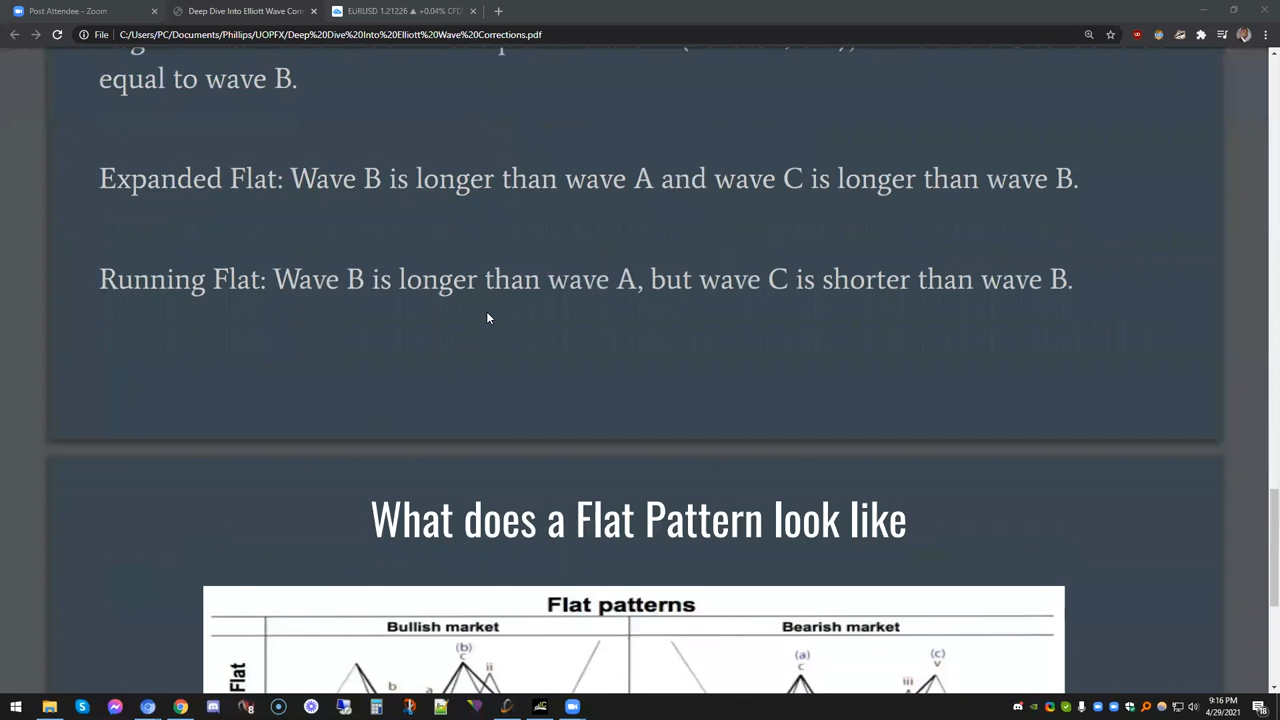 Post Attendee - Zoom
Deep Dive Into Elliott Wave Corr
EURUSD 1.21226 ▲ +0.04% CFD
File
C:/Users/PC/Documents/Phillips/UOPFX/Deep%20Dive%20Into%20Elliott%20Wave%20Corrections.pdf
equal to wave B.
Expanded Flat: Wave B is longer than wave A and wave C is longer than wave B.
Running Flat: Wave B is longer than wave A, but wave C is shorter than wave B.
What does a Flat Pattern look like
Flat patterns
Bullish market
Bearish market
Flat
(b)
c
ii
b
a
(a)
c
(c)
v
iii
9:16 PM
4/29/2021
18